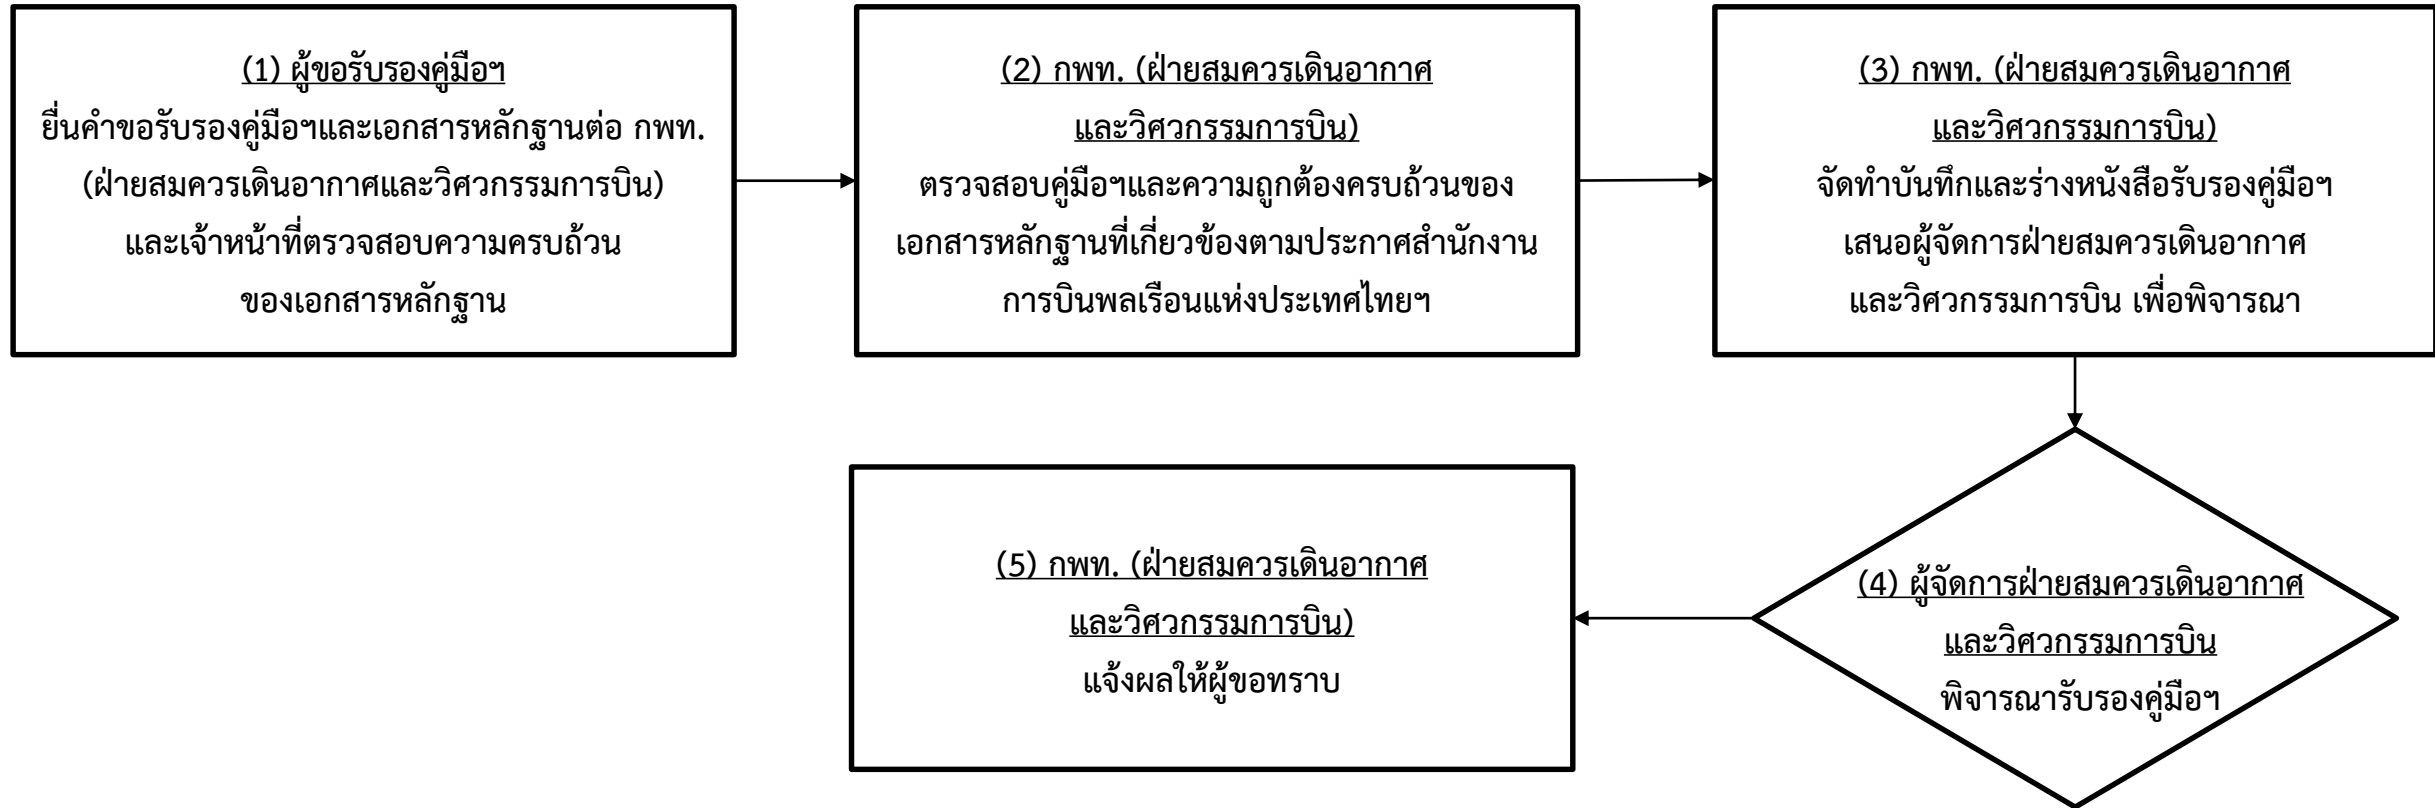 (1) ผู้ขอรับรองคู่มือฯ
ยื่นคำขอรับรองคู่มือฯและเอกสารหลักฐานต่อ กพท.
(ฝ่ายสมควรเดินอากาศและวิศวกรรมการบิน)
และเจ้าหน้าที่ตรวจสอบความครบถ้วน
ของเอกสารหลักฐาน
(2) กพท. (ฝ่ายสมควรเดินอากาศ
และวิศวกรรมการบิน)
ตรวจสอบคู่มือฯและความถูกต้องครบถ้วนของ
เอกสารหลักฐานที่เกี่ยวข้องตามประกาศสำนักงาน
การบินพลเรือนแห่งประเทศไทยฯ
(3) กพท. (ฝ่ายสมควรเดินอากาศ
และวิศวกรรมการบิน)
จัดทำบันทึกและร่างหนังสือรับรองคู่มือฯ
เสนอผู้จัดการฝ่ายสมควรเดินอากาศ
และวิศวกรรมการบิน เพื่อพิจารณา
(4) ผู้จัดการฝ่ายสมควรเดินอากาศ
และวิศวกรรมการบิน
พิจารณารับรองคู่มือฯ
(5) กพท. (ฝ่ายสมควรเดินอากาศ
และวิศวกรรมการบิน)
แจ้งผลให้ผู้ขอทราบ